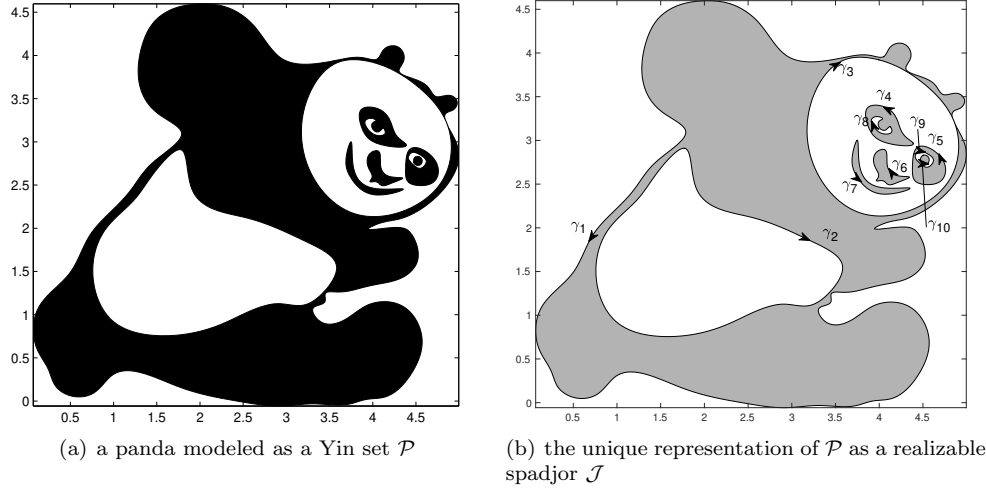 4.5
4
3.5
3
2.5
2
1.5
1
0.5
0
0.5 1 1.5 2 2.5 3 3.5 4 4.5
(a) a panda modeled as a Yin set 𝒫
4.5
4
3.5
3
2.5
2
1.5
1
0.5
0
0.5 1 1.5 2 2.5 3 3.5 4 4.5
γ3
γ4
γ8 γ9
γ5
γ6
γ7
γ1 γ2 γ10
(b) the unique representation of 𝒫 as a realizable
spadjor 𝒥